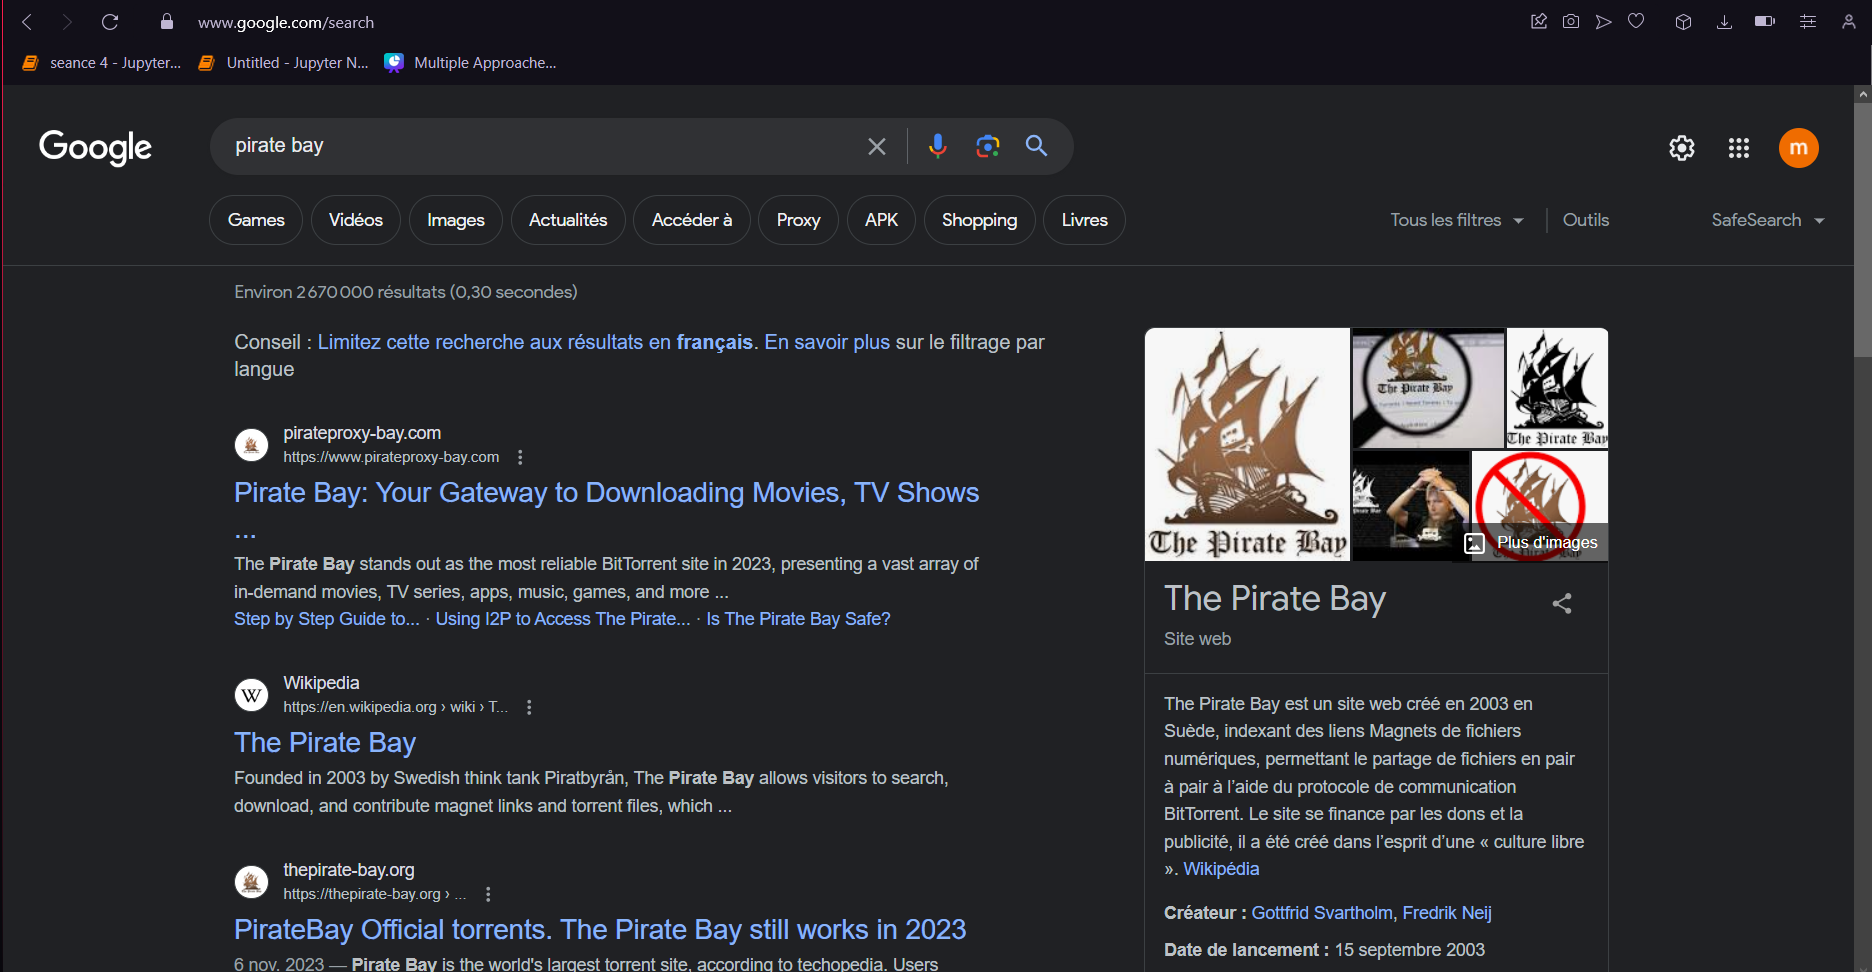 www.google.com/search
seance 4 - Jupyter...
Untitled - Jupyter N...
Multiple Approache...
Google
pirate bay
m
Games
Vidéos
Images
Actualités
Accéder à
Proxy
APK
Shopping
Livres
Tous les filtres
Outils
SafeSearch
Environ 2 670 000 résultats (0,30 secondes)
Conseil : Limitez cette recherche aux résultats en français. En savoir plus sur le filtrage par
langue
pirateproxy-bay.com
https://www.pirateproxy-bay.com
Pirate Bay: Your Gateway to Downloading Movies, TV Shows
...
The Pirate Bay stands out as the most reliable BitTorrent site in 2023, presenting a vast array of
in-demand movies, TV series, apps, music, games, and more ...
Step by Step Guide to... · Using I2P to Access The Pirate... · Is The Pirate Bay Safe?
W
Wikipedia
https://en.wikipedia.org › wiki › T...
The Pirate Bay
Founded in 2003 by Swedish think tank Piratbyrån, The Pirate Bay allows visitors to search,
download, and contribute magnet links and torrent files, which ...
thepirate-bay.org
https://thepirate-bay.org › ...
PirateBay Official torrents. The Pirate Bay still works in 2023
6 nov. 2023 — Pirate Bay is the world's largest torrent site, according to techopedia. Users
The Pirate Bay
The Pirate Bay
The Pirate Bay
Plus d'images
The Pirate Bay
Site web
The Pirate Bay est un site web créé en 2003 en
Suède, indexant des liens Magnets de fichiers
numériques, permettant le partage de fichiers en pair
à pair à l’aide du protocole de communication
BitTorrent. Le site se finance par les dons et la
publicité, il a été créé dans l’esprit d’une « culture libre
». Wikipédia
Créateur : Gottfrid Svartholm, Fredrik Neij
Date de lancement : 15 septembre 2003